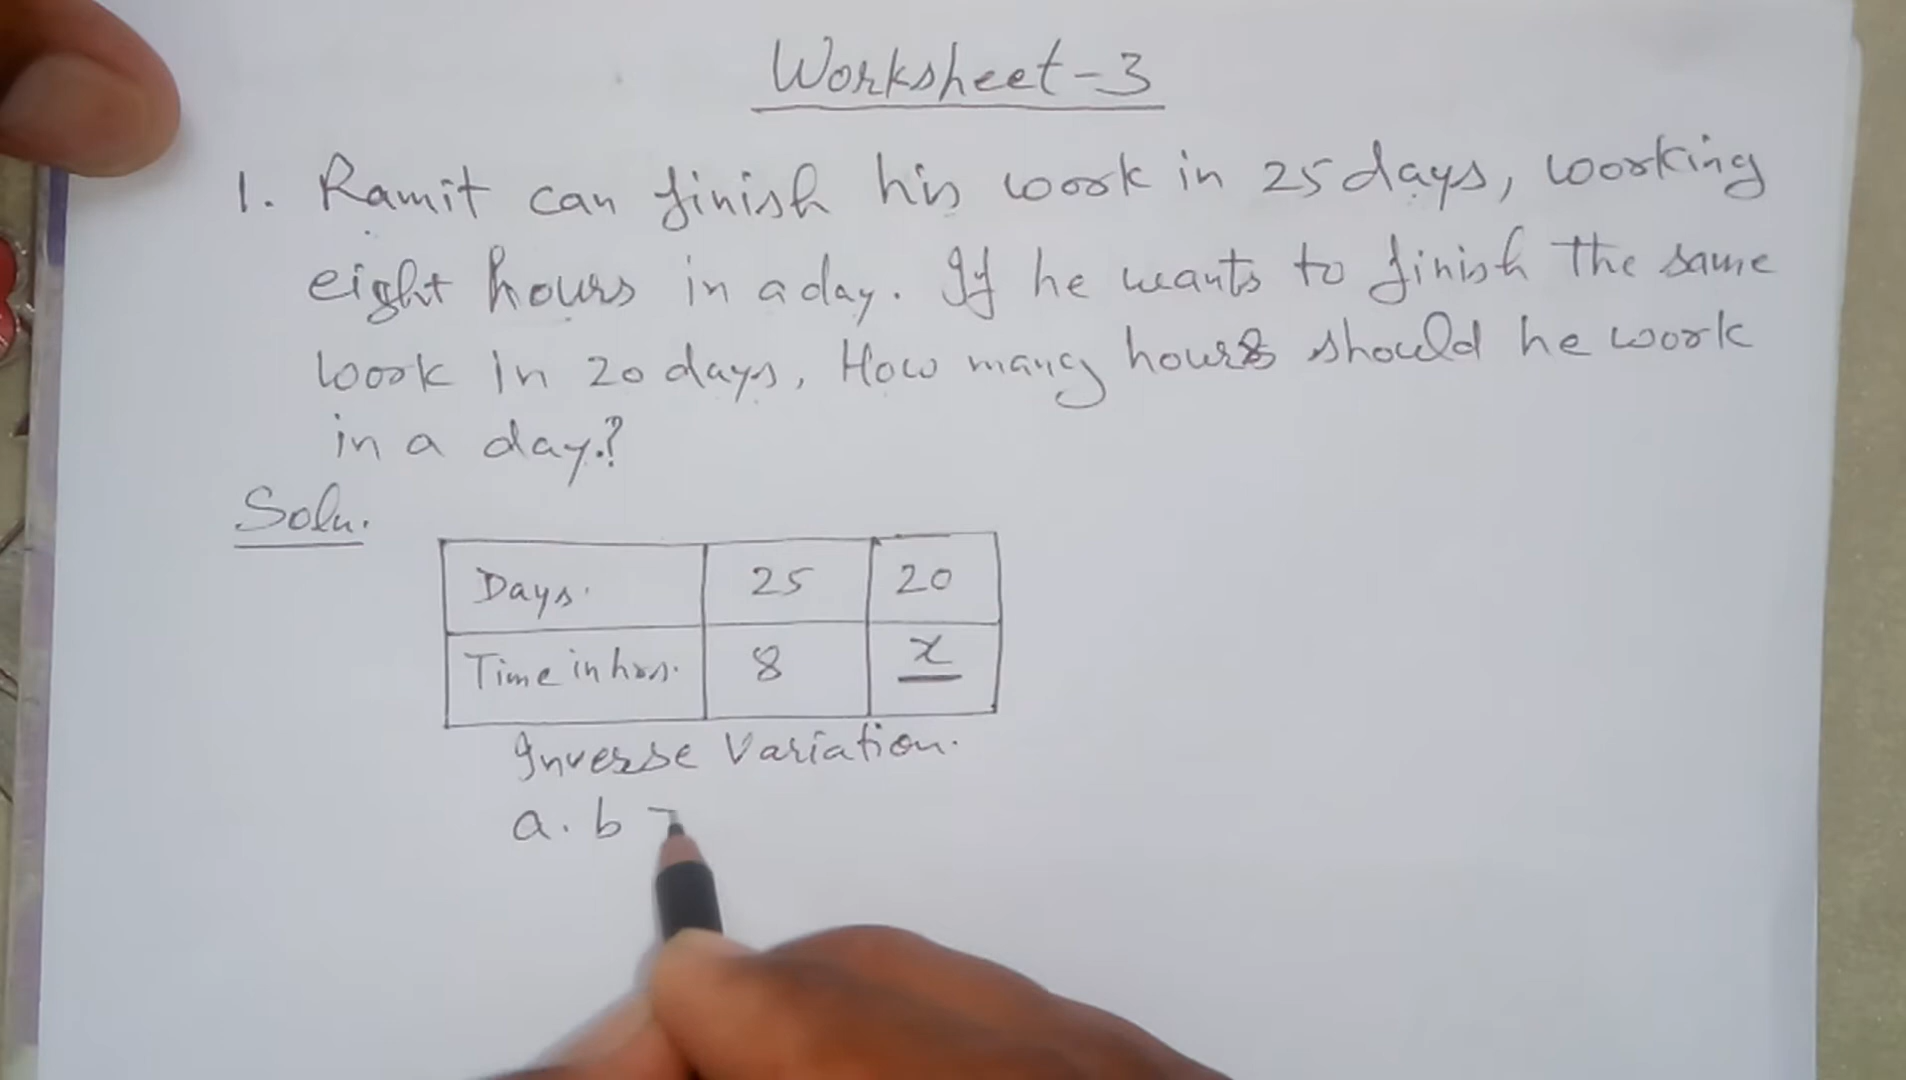 Worksheet-3
1. Ramit can finish his work in 25 days, working
eight hours in a day. If he wants to finish the same
work in 20 days, How many hours should he work
in a day.?
Soln.
Days. 25 20
Time in hrs. 8 x
Inverse Variation.
a. b